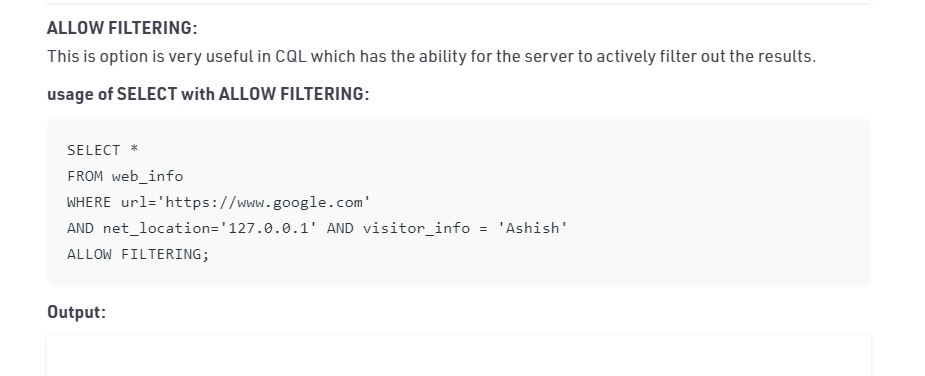 ALLOW FILTERING:
This is option is very useful in CQL which has the ability for the server to actively filter out the results.
usage of SELECT with ALLOW FILTERING:
SELECT *
FROM web_info
WHERE url='https://www.google.com'
AND net_location='127.0.0.1' AND visitor_info = 'Ashish'
ALLOW FILTERING;
Output: